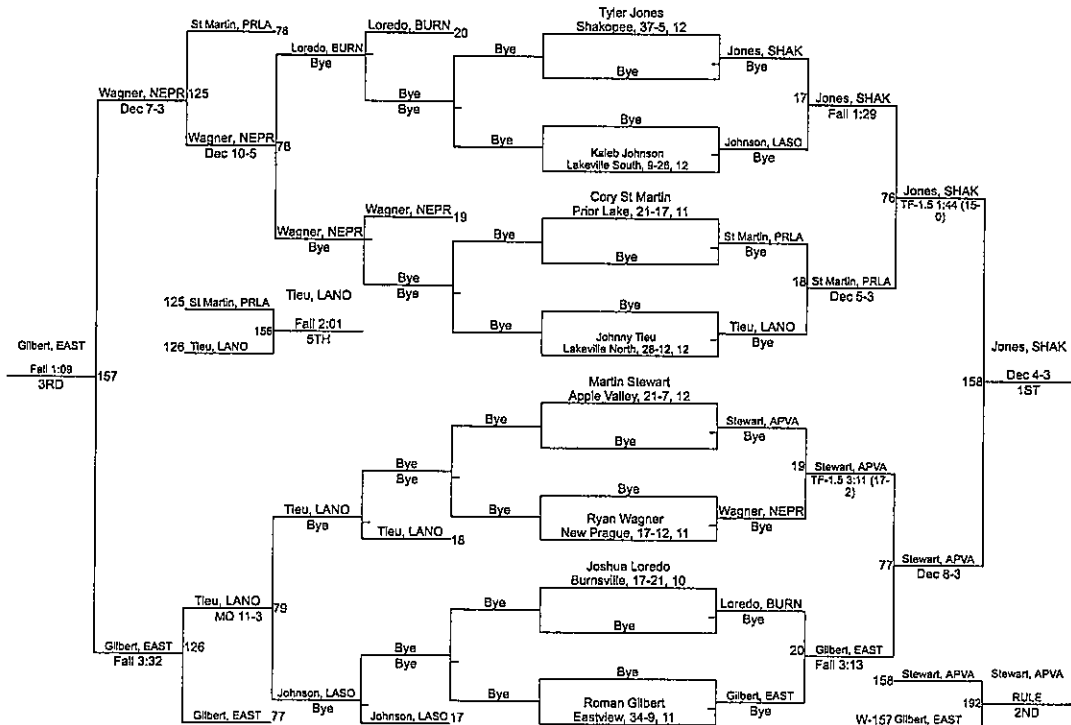 Tyler Jones
Shakopee, 37-5, 12
St Martin, PRLA 78
Loredo, BURN 20
Loredo, BURN
Bye
Bye
Jones, SHAK
Bye
Bye
Wagner, NEPR 125
Dec 7-3
Bye
Bye
17 Jones, SHAK
Fall 1:29
Wagner, NEPR 78
Dec 10-5
Bye
Bye
Kaleb Johnson
Lakeville South, 9-26, 12
Johnson, LASO
Bye
Cory St Martin
Prior Lake, 21-17, 11
76 Jones, SHAK
TF-1.5 1:44 (15-0)
Wagner, NEPR 19
Wagner, NEPR
Bye
Bye
St Martin, PRLA
Bye
Bye
Bye
Bye
18 St Martin, PRLA
Dec 5-3
125 St Martin, PRLA
Tieu, LANO
156 Fall 2:01
5TH
126 Tieu, LANO
Bye
Bye
Johnny Tieu
Lakeville North, 28-12, 12
Tieu, LANO
Bye
Gilbert, EAST
Fall 1:09
3RD
157
Jones, SHAK
158 Dec 4-3
1ST
Martin Stewart
Apple Valley, 21-7, 12
Bye
Stewart, APVA
Bye
Bye
Bye
Bye
19 Stewart, APVA
TF-1.5 3:11 (17-2)
Tieu, LANO
Bye
Tieu, LANO 18
Bye
Bye
Ryan Wagner
New Prague, 17-12, 11
Wagner, NEPR
Bye
Joshua Loredo
Burnsville, 17-21, 10
77 Stewart, APVA
Dec 8-3
Tieu, LANO 79
MD 11-3
Bye
Loredo, BURN
Bye
Bye
Gilbert, EAST 126
Fall 3:32
Bye
Bye
20 Gilbert, EAST
Fall 3:13
Johnson, LASO
Bye
Johnson, LASO 17
Bye
Bye
Roman Gilbert
Eastview, 34-9, 11
Gilbert, EAST
Bye
Gilbert, EAST 77
158 Stewart, APVA
Stewart, APVA
192 RULE
2ND
W-157 Gilbert, EAST